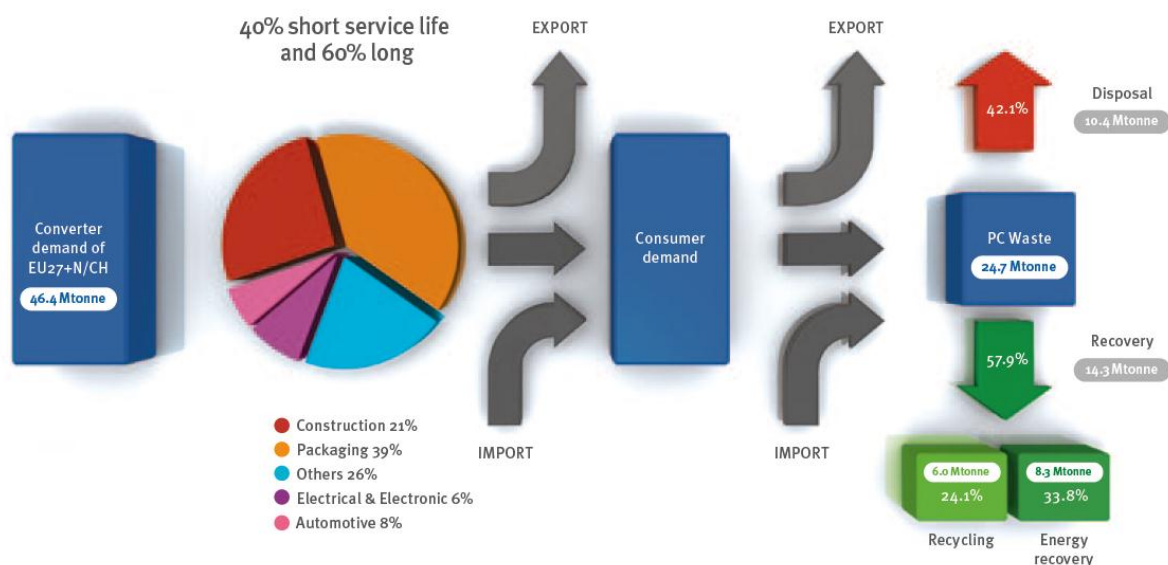 40% short service life
and 60% long
EXPORT
EXPORT
Converter
demand of
EU27+N/CH
46.4 Mtonne
Construction 21%
Packaging 39%
Others 26%
Electrical & Electronic 6%
Automotive 8%
IMPORT
Consumer
demand
IMPORT
42.1%
Disposal
10.4 Mtonne
PC Waste
24.7 Mtonne
57.9%
Recovery
14.3 Mtonne
6.0 Mtonne
24.1%
Recycling
8.3 Mtonne
33.8%
Energy
recovery